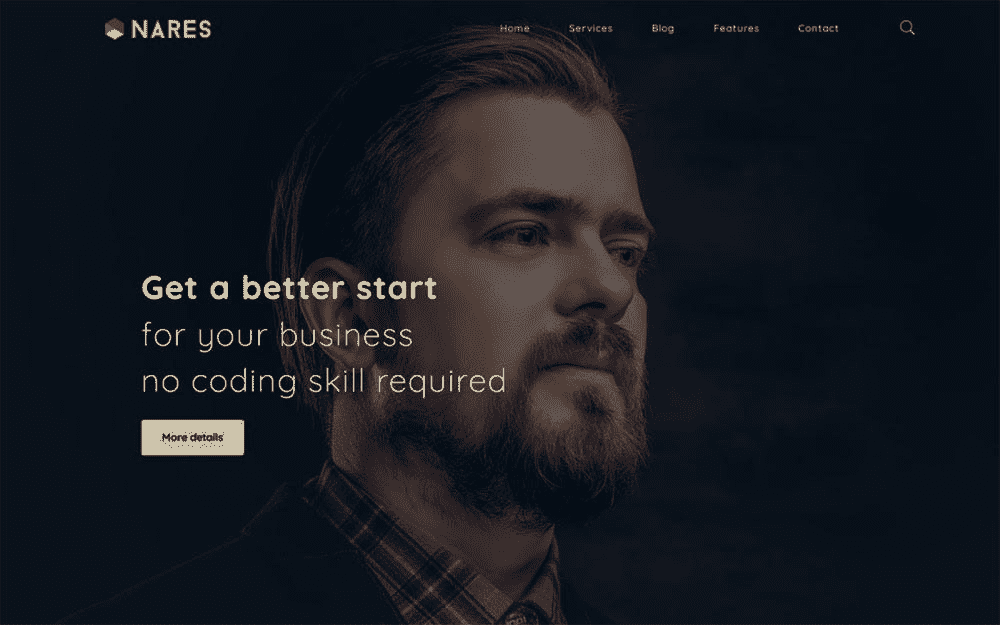 NARES
Home Services Blog Features Contact
Get a better start
for your business
no coding skill required
More details